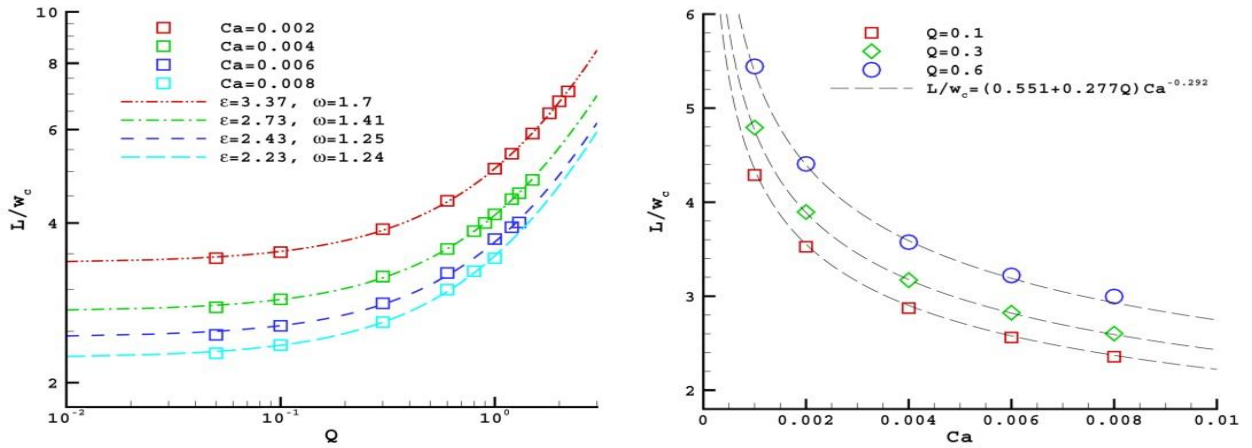 10
8
6
4
2
L/w_c
Ca=0.002
Ca=0.004
Ca=0.006
Ca=0.008
ε=3.37, ω=1.7
ε=2.73, ω=1.41
ε=2.43, ω=1.25
ε=2.23, ω=1.24
10⁻² 10⁻¹ 10⁰
Q
6
5
4
3
2
L/w_c
Q=0.1
Q=0.3
Q=0.6
L/w_c=(0.551+0.277Q)Ca^-0.292
0 0.002 0.004 0.006 0.008 0.01
Ca